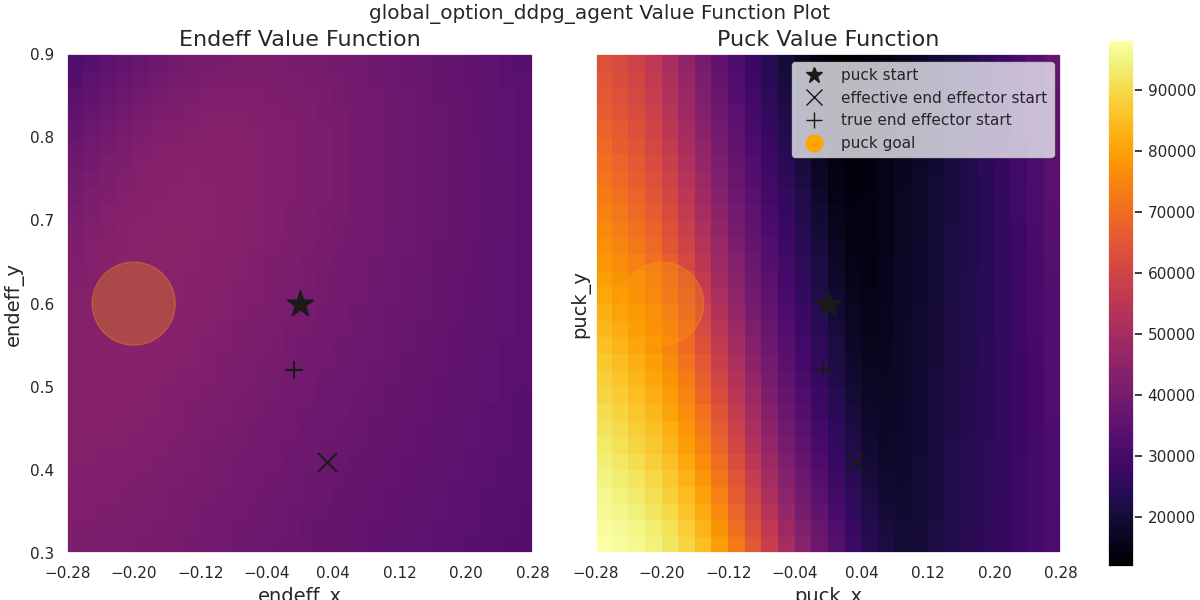 global_option_ddpg_agent Value Function Plot
Endeff Value Function
Puck Value Function
puck start
effective end effector start
true end effector start
puck goal
0.9
0.8
0.7
0.6
0.5
0.4
0.3
endeff_y
−0.28 −0.20 −0.12 −0.04 0.04 0.12 0.20 0.28
endeff_x
puck_y
−0.28 −0.20 −0.12 −0.04 0.04 0.12 0.20 0.28
puck_x
90000
80000
70000
60000
50000
40000
30000
20000